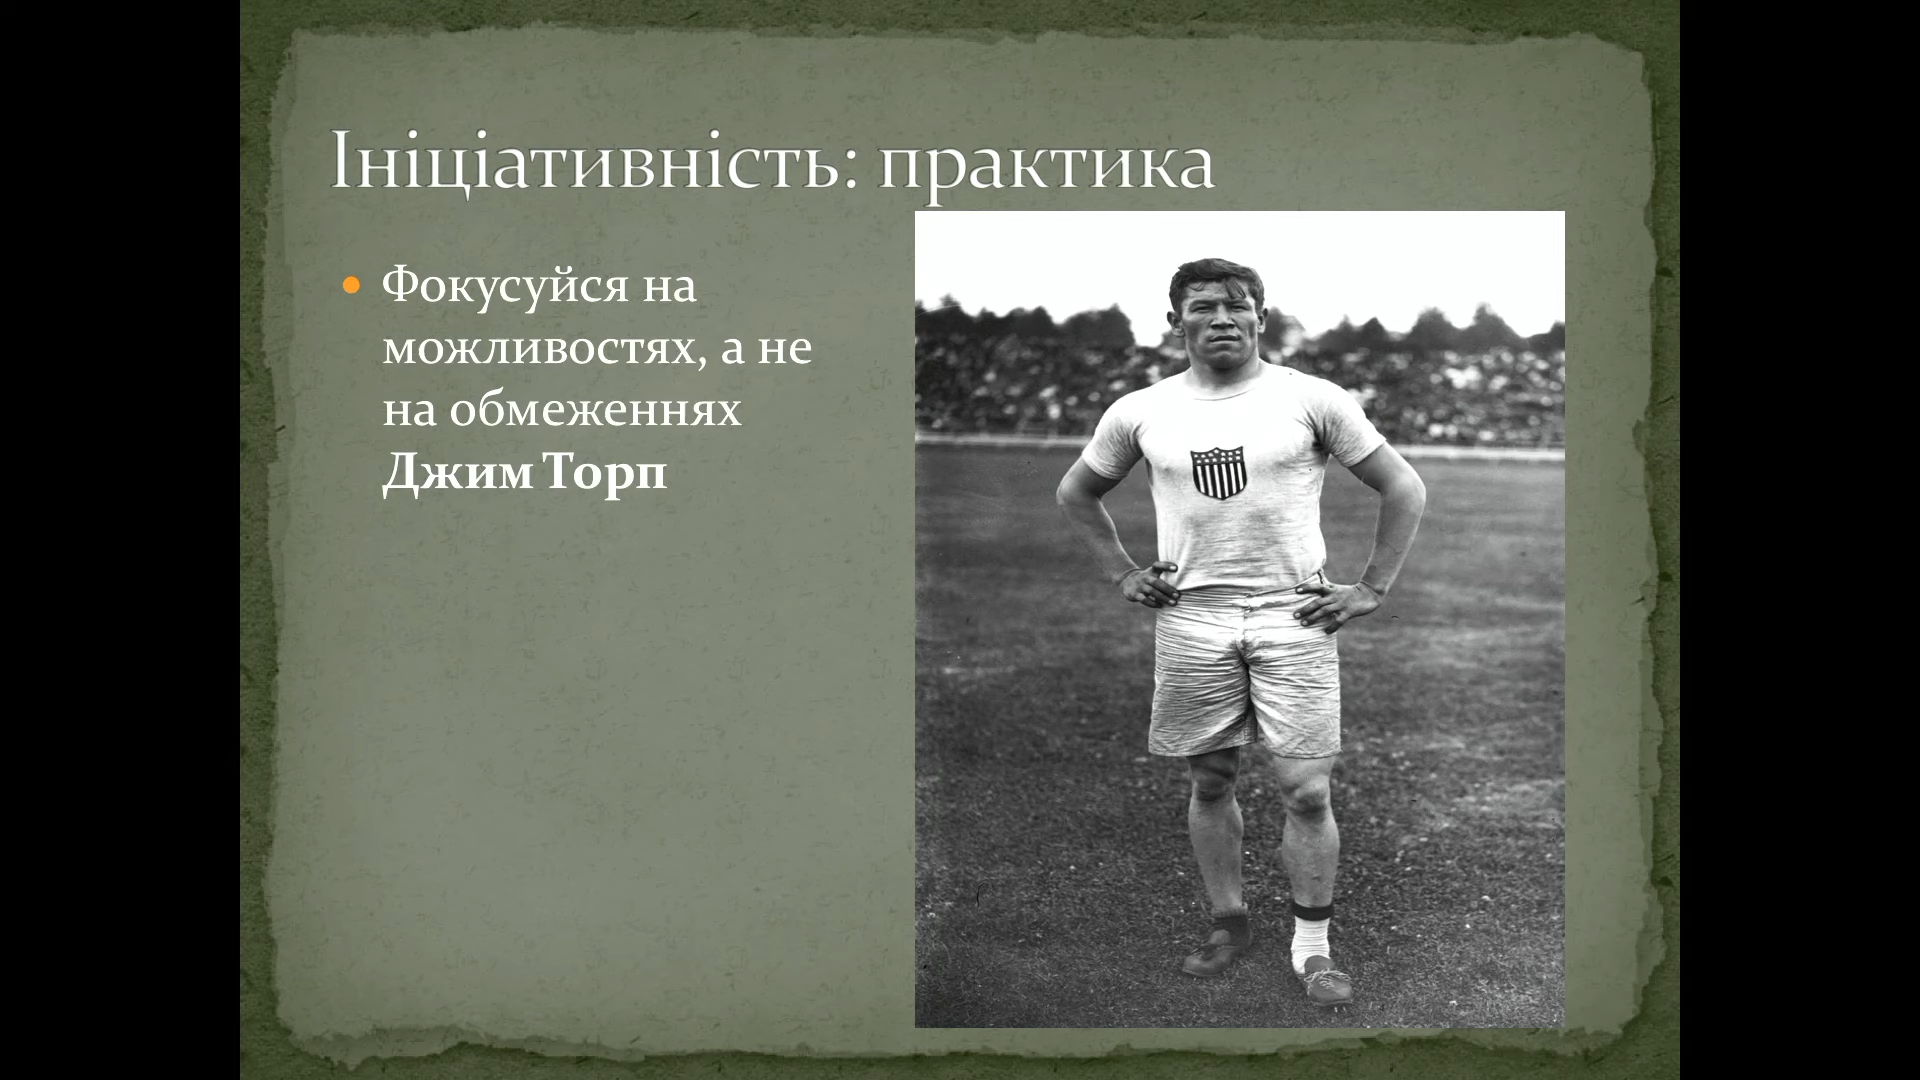 Ініціативність: практика
Фокусуйся на
можливостях, а не
на обмеженнях
Джим Торп